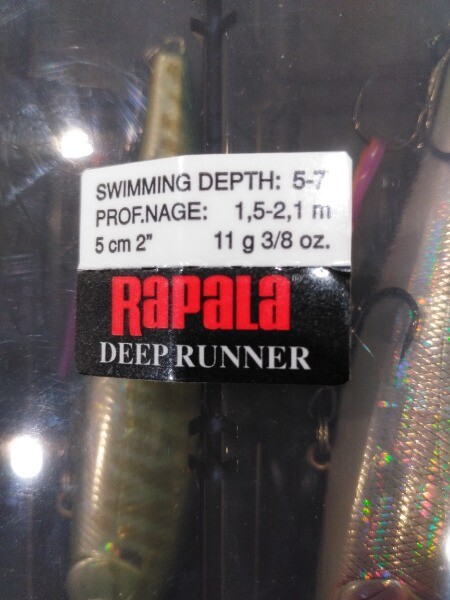 SWIMMING DEPTH: 5-7
PROF.NAGE: 1,5-2,1 m
5 cm 2" 11 g 3/8 oz.
Rapala
DEEP RUNNER